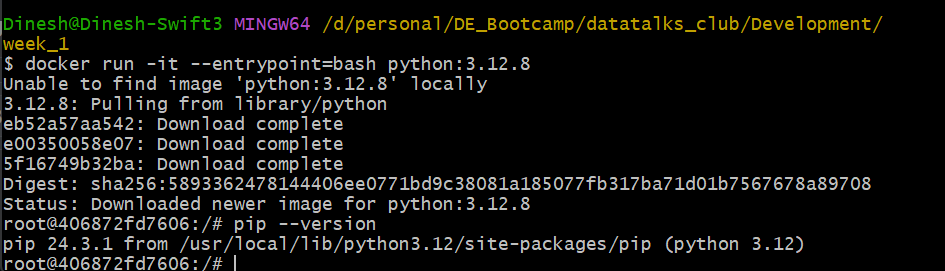 Dinesh@Dinesh-Swift3 MINGW64 /d/personal/DE_Bootcamp/datatalks_club/Development/
week_1
$ docker run -it --entrypoint=bash python:3.12.8
Unable to find image 'python:3.12.8' locally
3.12.8: Pulling from library/python
eb52a57aa542: Download complete
e00350058e07: Download complete
5f16749b32ba: Download complete
Digest: sha256:5893362478144406ee0771bd9c38081a185077fb317ba71d01b7567678a89708
Status: Downloaded newer image for python:3.12.8
root@406872fd7606:/# pip --version
pip 24.3.1 from /usr/local/lib/python3.12/site-packages/pip (python 3.12)
root@406872fd7606:/#